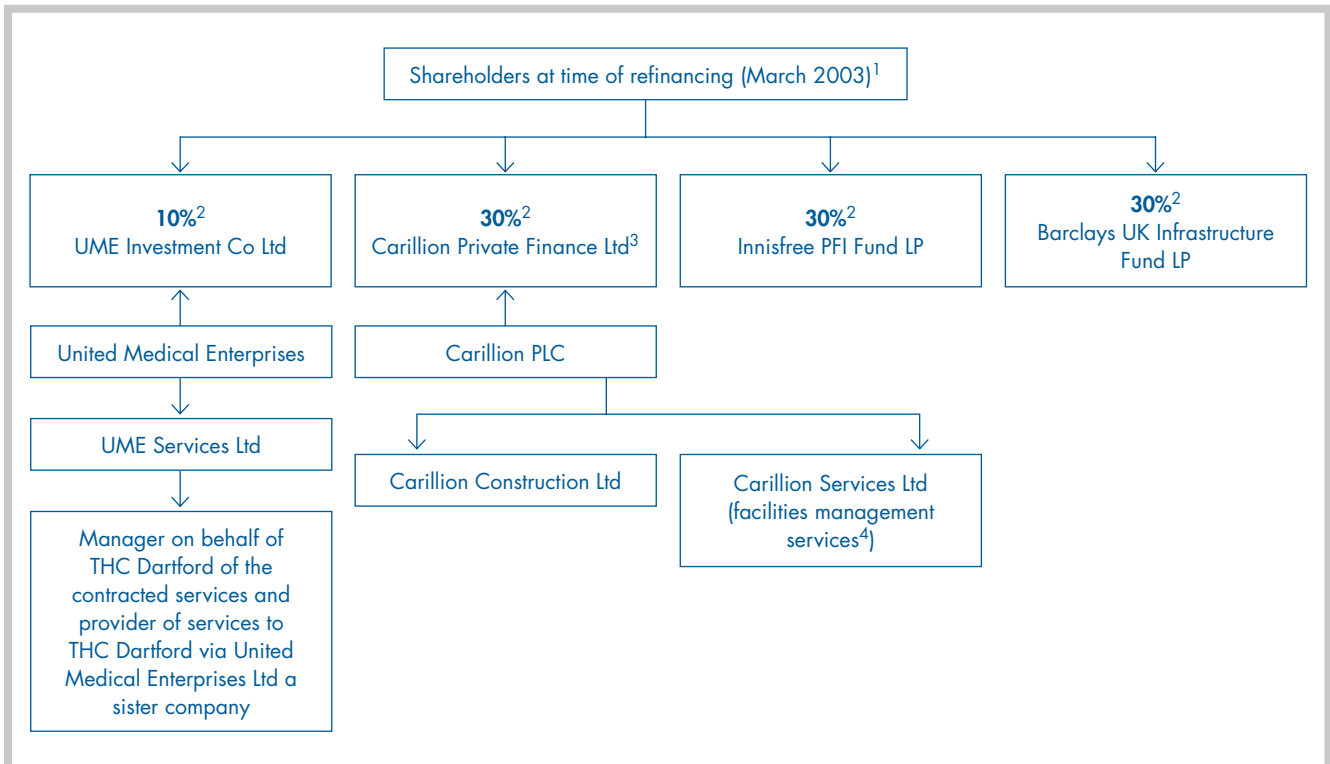 Shareholders at time of refinancing (March 2003)1
10%2
UME Investment Co Ltd
30%2
Carillion Private Finance Ltd3
30%2
Innisfree PFI Fund LP
30%2
Barclays UK Infrastructure
Fund LP
United Medical Enterprises
Carillion PLC
UME Services Ltd
Carillion Construction Ltd
Carillion Services Ltd
(facilities management
services4)
Manager on behalf of
THC Dartford of the
contracted services and
provider of services to
THC Dartford via United
Medical Enterprises Ltd a
sister company